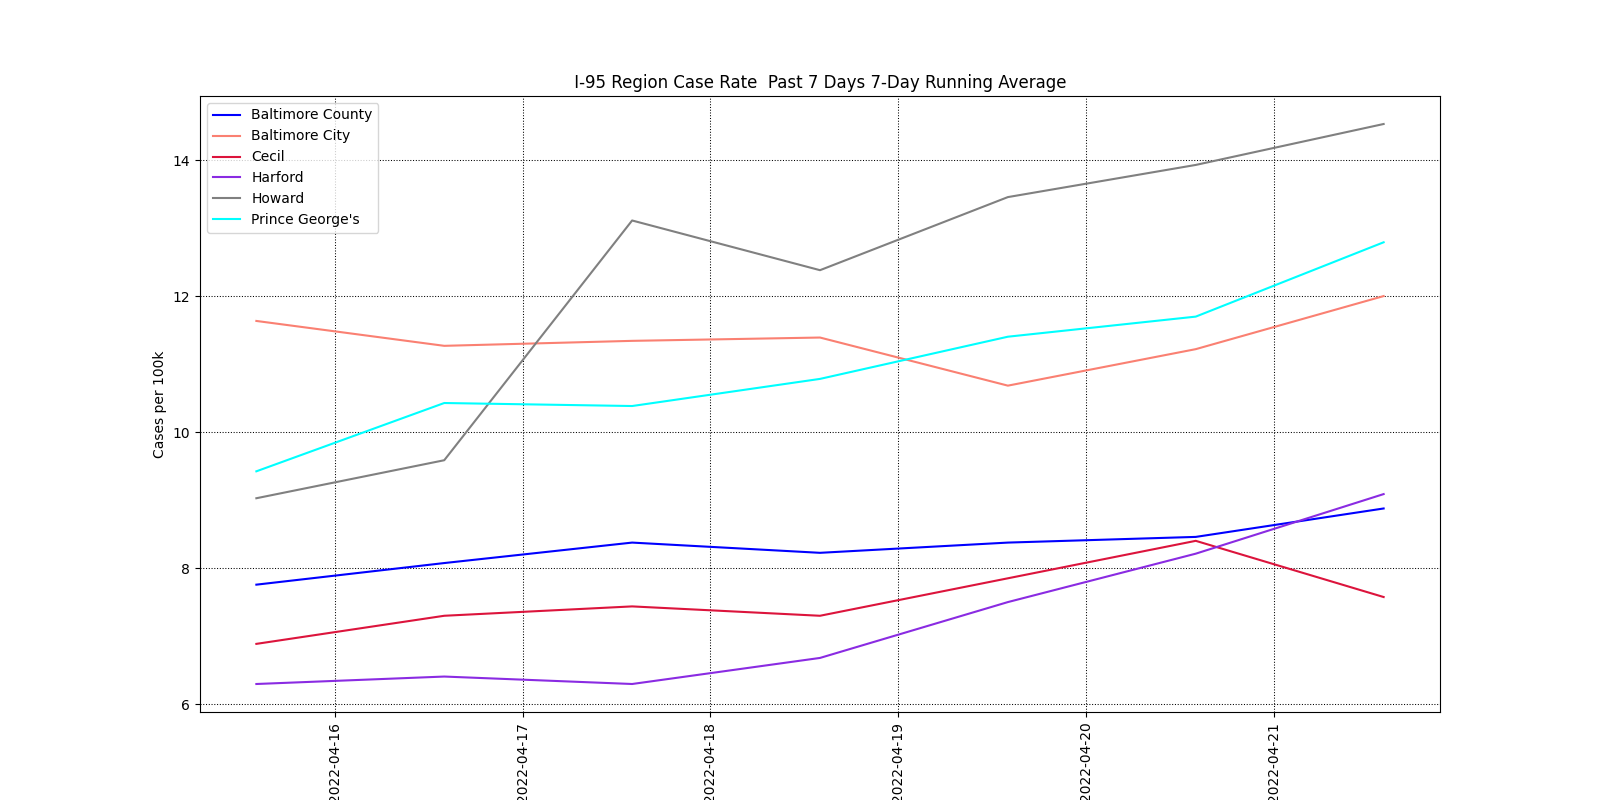 I-95 Region Case Rate  Past 7 Days 7-Day Running Average
Baltimore County
Baltimore City
Cecil
Harford
Howard
Prince George's
Cases per 100k
14
12
10
8
6
2022-04-16
2022-04-17
2022-04-18
2022-04-19
2022-04-20
2022-04-21